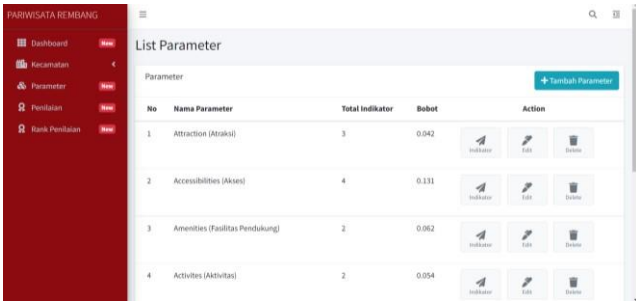 PARIWISATA REMBANG
Dashboard New
Kecamatan
Parameter New
Penilaian New
Rank Penilaian New
List Parameter
Parameter
+ Tambah Parameter
No Nama Parameter Total Indikator Bobot Action
1 Attraction (Atraksi) 3 0.042
Indikator Edit Delete
2 Accessibilities (Akses) 4 0.131
Indikator Edit Delete
3 Amenities (Fasilitas Pendukung) 2 0.062
Indikator Edit Delete
4 Activites (Aktivitas) 2 0.054
Indikator Edit Delete